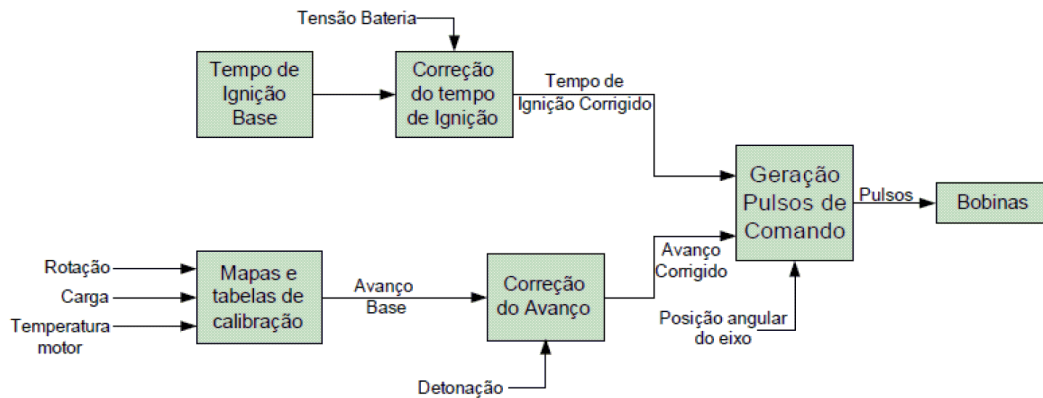 Tensão Bateria
Tempo de
Ignição
Base
Correção
do tempo
de Ignição
Tempo de
Ignição Corrigido
Geração
Pulsos de
Comando
Pulsos
Bobinas
Rotação
Carga
Temperatura
motor
Mapas e
tabelas de
calibração
Avanço
Base
Correção
do Avanço
Avanço
Corrigido
Posição angular
do eixo
Detonação